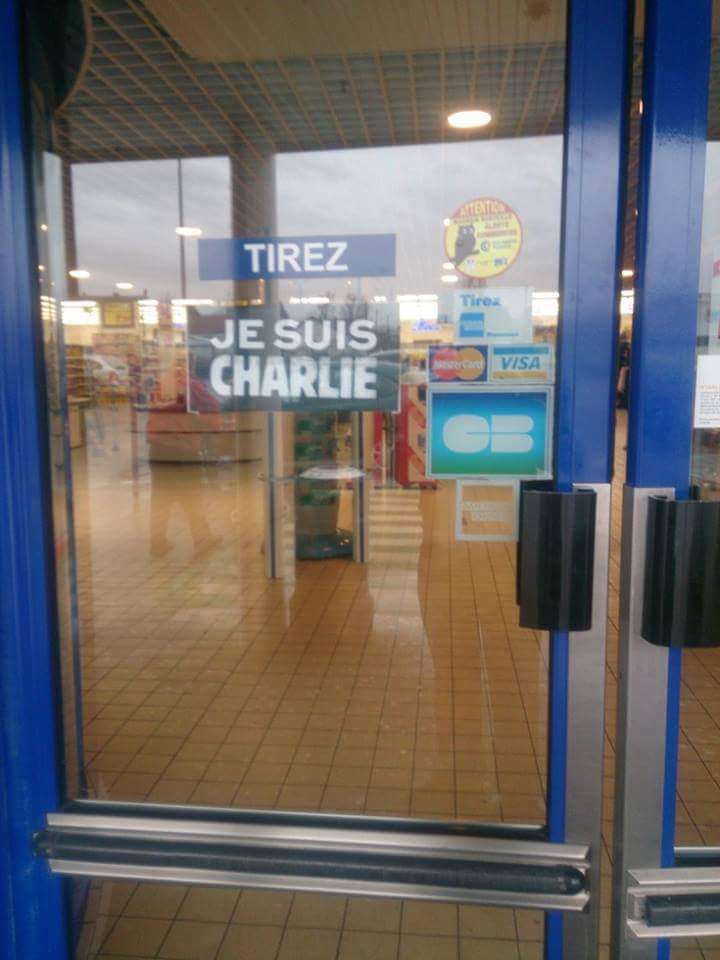 TIREZ
JE SUIS
CHARLIE
ATTENTION
Tirez
MasterCard
VISA
CB